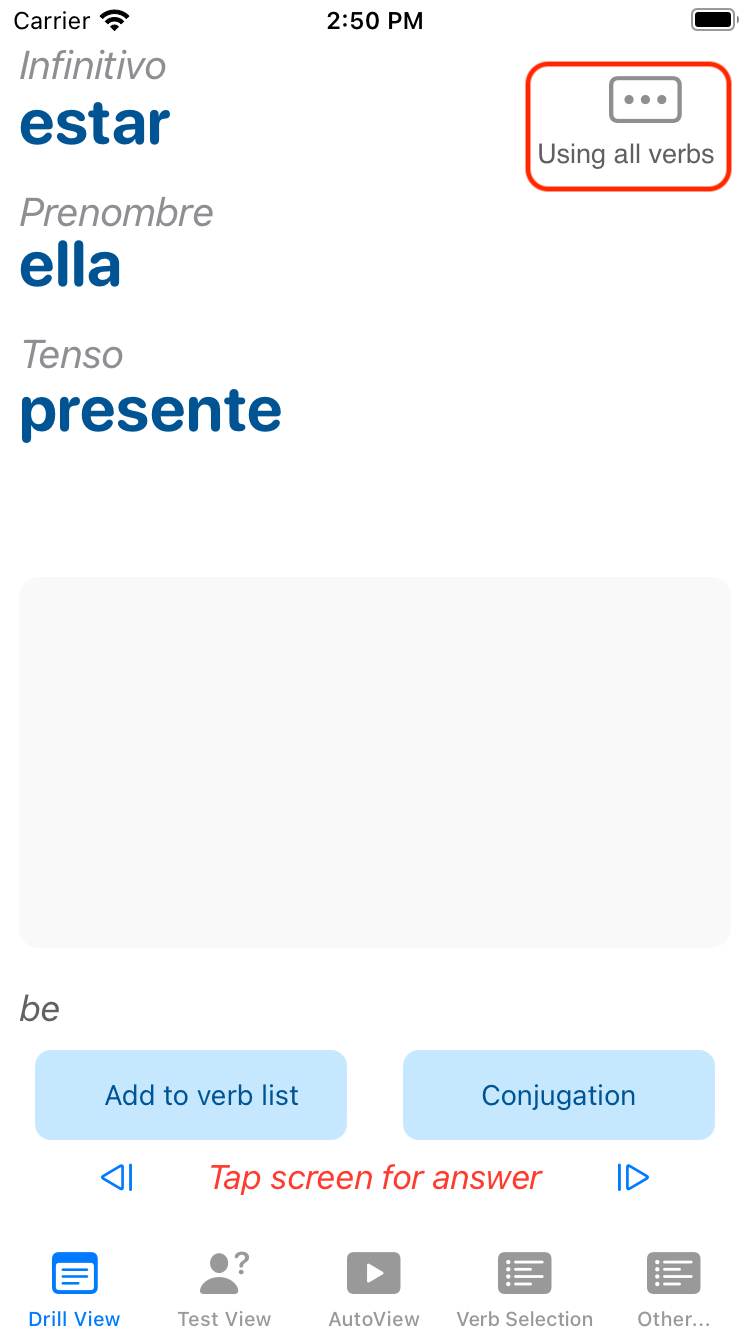 Carrier 2:50 PM
Infinitivo
estar
Using all verbs
Prenombre
ella
Tenso
presente
be
Add to verb list Conjugation
Tap screen for answer
Drill View Test View AutoView Verb Selection Other...